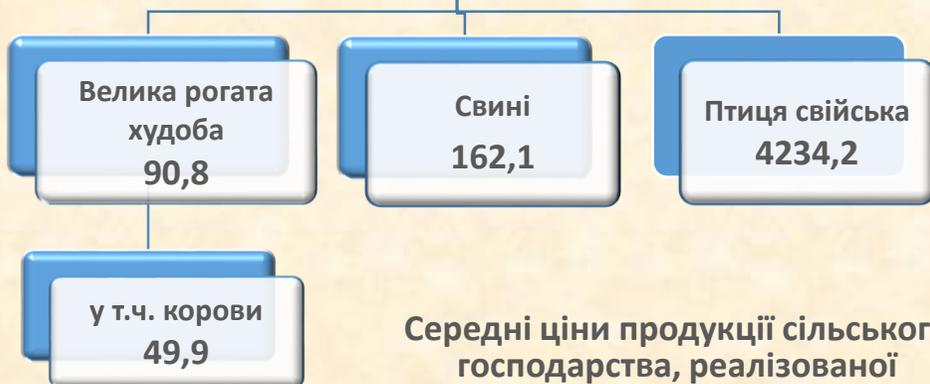 Велика рогата
худоба
90,8
Свині
162,1
Птиця свійська
4234,2
у т.ч. корови
49,9
Середні ціни продукції
господарства, реалізованої